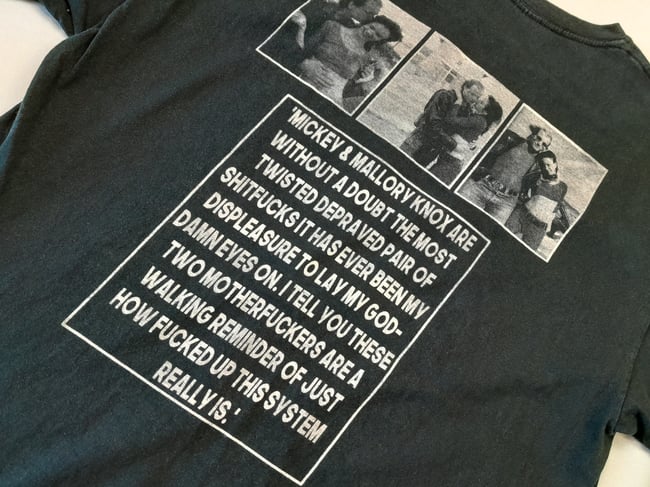 'MICKEY & MALLORY KNOX ARE
WITHOUT A DOUBT THE MOST
TWISTED DEPRAVED PAIR OF
SHITFUCKS IT HAS EVER BEEN MY
DISPLEASURE TO LAY MY GOD-
DAMN EYES ON. I TELL YOU THESE
TWO MOTHERFUCKERS ARE A
WALKING REMINDER OF JUST
HOW FUCKED UP THIS SYSTEM
REALLY IS.'